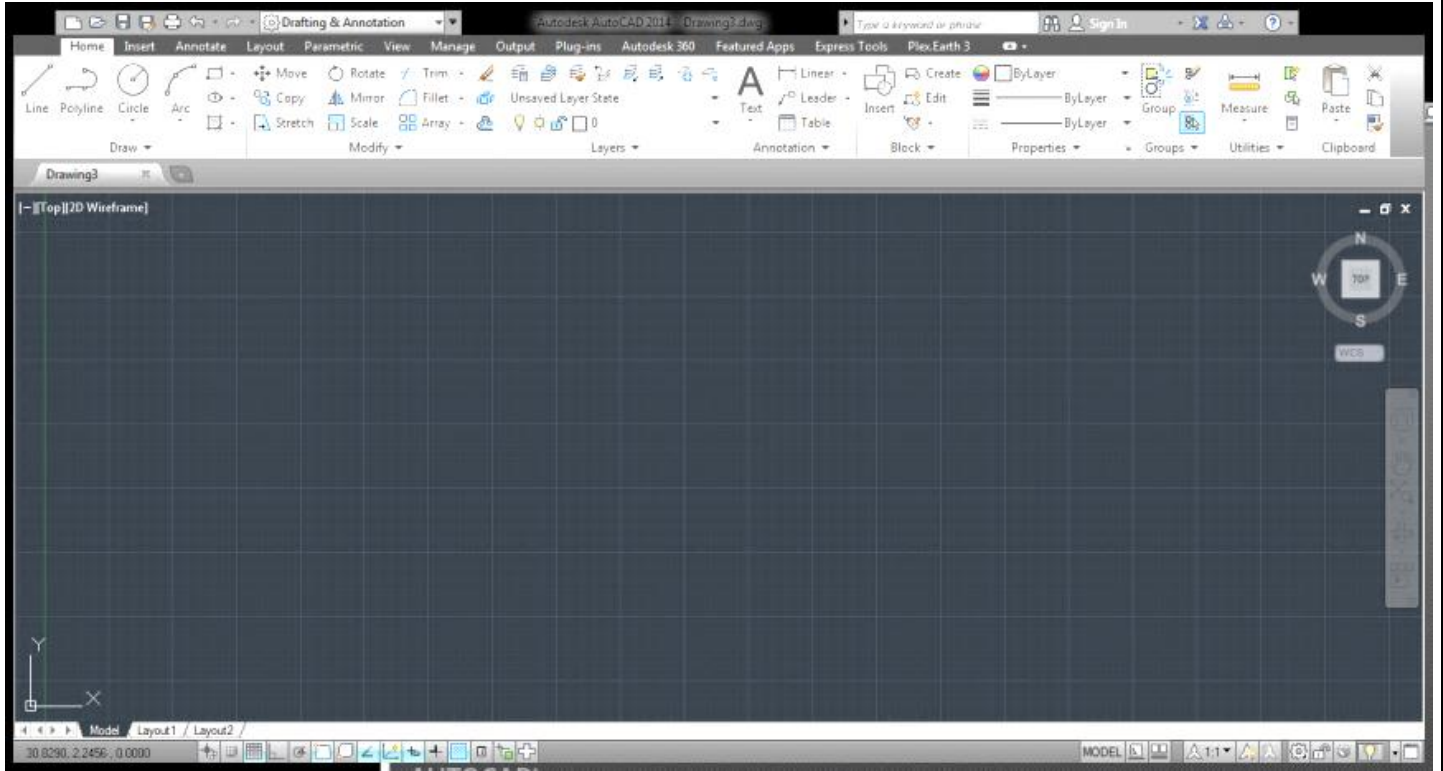 Drafting & Annotation Autodesk AutoCAD 2014 Drawing3.dwg Type a keyword or phrase Sign In
Home Insert Annotate Layout Parametric View Manage Output Plug-ins Autodesk 360 Featured Apps Express Tools Plex.Earth 3
Line Polyline Circle Arc
Move Rotate Trim
Copy Mirror Fillet
Stretch Scale Array
Unsaved Layer State
0
Text
Linear
Leader
Table
Insert
Create
Edit
ByLayer
ByLayer
ByLayer
Group
Measure
Paste
Draw Modify Layers Annotation Block Properties Groups Utilities Clipboard
Drawing3
[–][Top][2D Wireframe]
N
W TOP E
S
WCS
Y
X
Model Layout1 Layout2
30.8290, 2.2456, 0.0000 MODEL 1:1